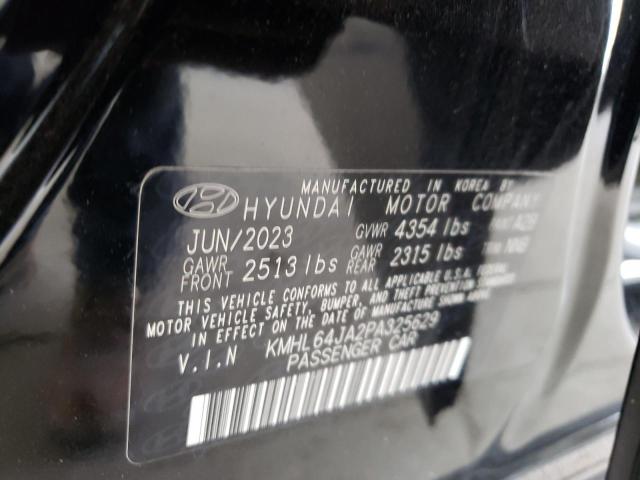 MANUFACTURED IN KOREA BY
HYUNDAI MOTOR COMPANY
JUN/2023 GVWR 4354 lbs
GAWR FRONT 2513 lbs GAWR REAR 2315 lbs
THIS VEHICLE CONFORMS TO ALL APPLICABLE U.S.A. FEDERAL
MOTOR VEHICLE SAFETY, BUMPER, AND THEFT PREVENTION STANDARDS
IN EFFECT ON THE DATE OF MANUFACTURE SHOWN ABOVE.
V.I.N KMHL64JA2PA325629
PASSENGER CAR